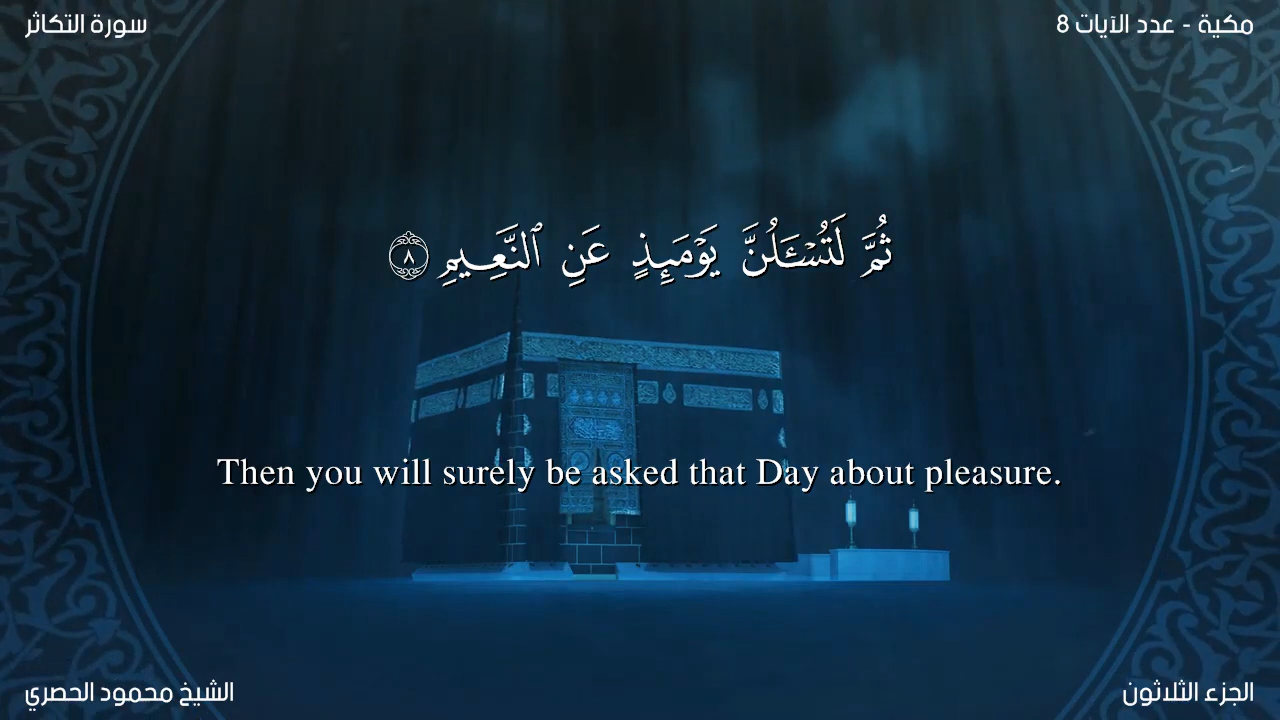 سورة التكاثر
مكية - عدد الآيات 8
ثُمَّ لَتُسْـَٔلُنَّ يَوْمَئِذٍ عَنِ ٱلنَّعِيمِ ٨
Then you will surely be asked that Day about pleasure.
الشيخ محمود الحصري
الجزء الثلاثون